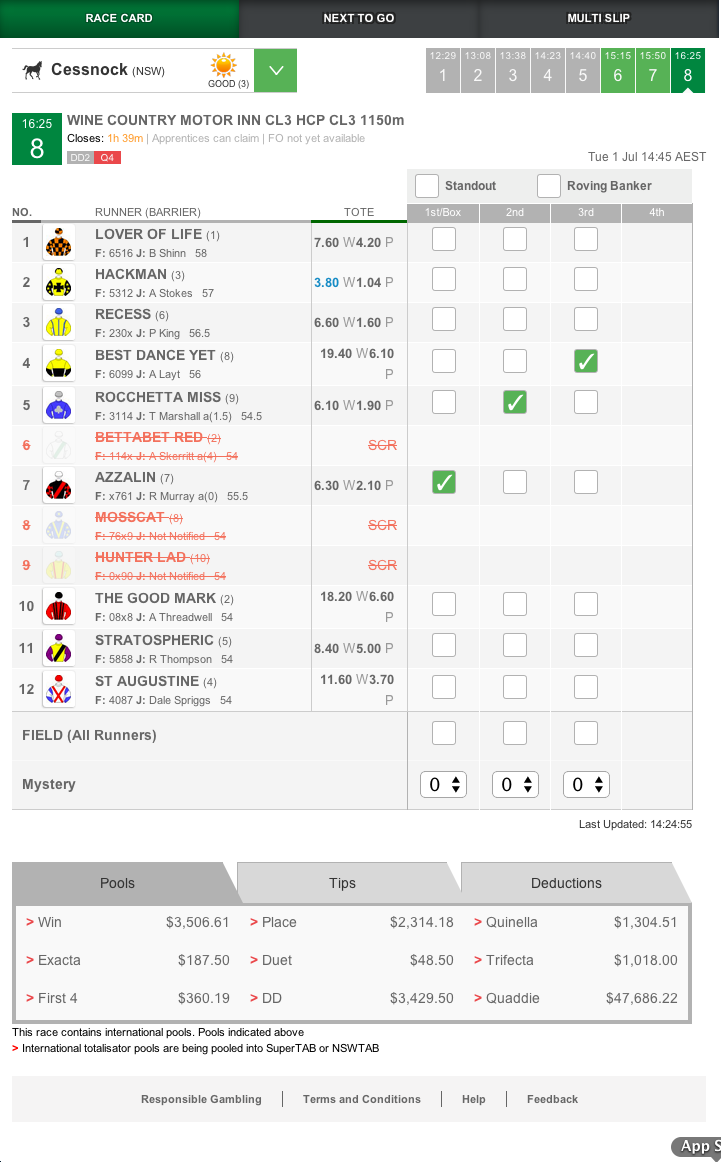 RACE CARD NEXT TO GO MULTI SLIP
Cessnock (NSW) GOOD (3)
12:29 13:08 13:38 14:23 14:40 15:15 15:50 16:25
1 2 3 4 5 6 7 8
16:25 WINE COUNTRY MOTOR INN CL3 HCP CL3 1150m
8 Closes: 1h 39m | Apprentices can claim | FO not yet available
DD2 Q4
Tue 1 Jul 14:45 AEST
Standout Roving Banker
NO. RUNNER (BARRIER) TOTE 1st/Box 2nd 3rd 4th
1 LOVER OF LIFE (1) 7.60 W4.20 P
F: 6516 J: B Shinn 58
2 HACKMAN (3) 3.80 W1.04 P
F: 5312 J: A Stokes 57
3 RECESS (6) 6.60 W1.60 P
F: 230x J: P King 56.5
4 BEST DANCE YET (8) 19.40 W6.10 P
F: 6099 J: A Layt 56
5 ROCCHETTA MISS (9) 6.10 W1.90 P
F: 3114 J: T Marshall a(1.5) 54.5
6 BETTABET RED (2) SCR
F: 114x J: A Skerritt a(4) 54
7 AZZALIN (7) 6.30 W2.10 P
F: x761 J: R Murray a(0) 55.5
8 MOSSCAT (8) SCR
F: 76x9 J: Not Notified 54
9 HUNTER LAD (10) SCR
F: 0x90 J: Not Notified 54
10 THE GOOD MARK (2) 18.20 W6.60 P
F: 08x8 J: A Threadwell 54
11 STRATOSPHERIC (5) 8.40 W5.00 P
F: 5858 J: R Thompson 54
12 ST AUGUSTINE (4) 11.60 W3.70 P
F: 4087 J: Dale Spriggs 54
FIELD (All Runners)
Mystery 0 0 0
Last Updated: 14:24:55
Pools Tips Deductions
> Win $3,506.61 > Place $2,314.18 > Quinella $1,304.51
> Exacta $187.50 > Duet $48.50 > Trifecta $1,018.00
> First 4 $360.19 > DD $3,429.50 > Quaddie $47,686.22
This race contains international pools. Pools indicated above
> International totalisator pools are being pooled into SuperTAB or NSWTAB
Responsible Gambling | Terms and Conditions | Help | Feedback
App S